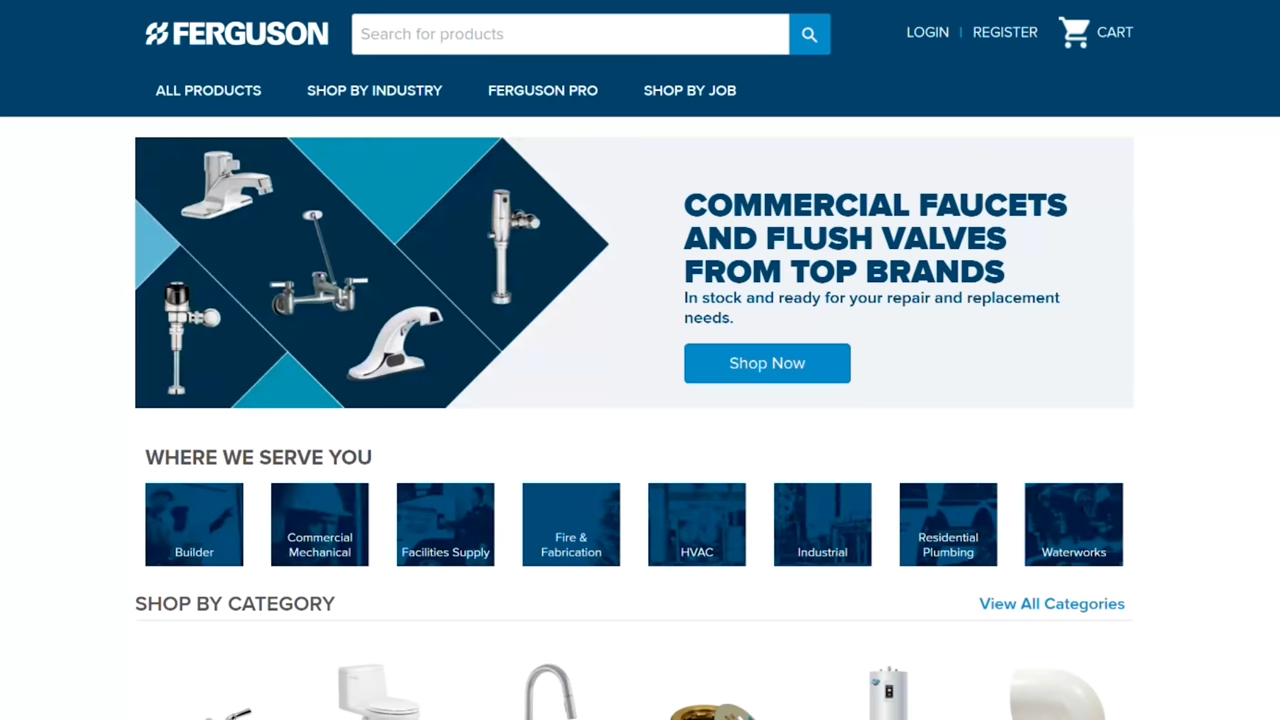 FERGUSON
Search for products
LOGIN | REGISTER
CART
ALL PRODUCTS
SHOP BY INDUSTRY
FERGUSON PRO
SHOP BY JOB
COMMERCIAL FAUCETS
AND FLUSH VALVES
FROM TOP BRANDS
In stock and ready for your repair and replacement
needs.
Shop Now
WHERE WE SERVE YOU
Builder
Commercial
Mechanical
Facilities Supply
Fire &
Fabrication
HVAC
Industrial
Residential
Plumbing
Waterworks
SHOP BY CATEGORY
View All Categories